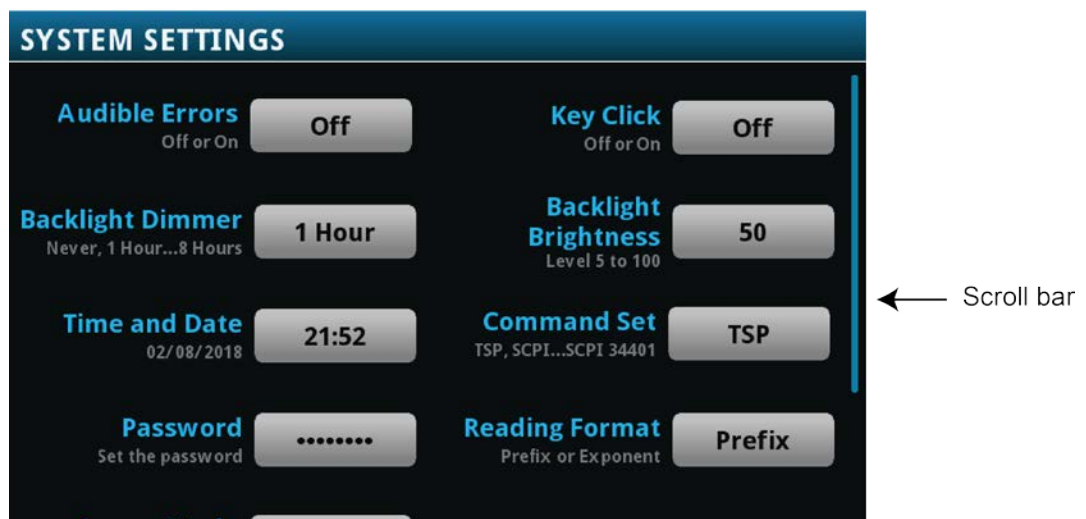 SYSTEM SETTINGS
Audible Errors
Off or On
Off
Key Click
Off or On
Off
Backlight Dimmer
Never, 1 Hour...8 Hours
1 Hour
Backlight
Brightness
Level 5 to 100
50
Scroll bar
Time and Date
02/08/2018
21:52
Command Set
TSP, SCPI...SCPI 34401
TSP
Password
Set the password
••••••••
Reading Format
Prefix or Exponent
Prefix